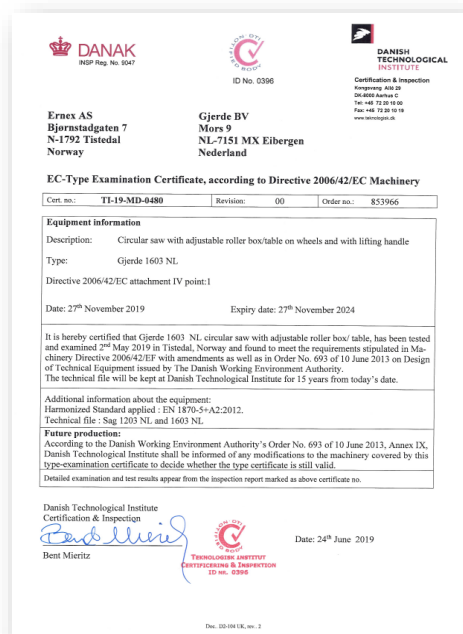 DANAK
INSP Reg. No. 9047
DTI
BODY
ID No. 0396
DANISH
TECHNOLOGICAL
INSTITUTE
Certification & Inspection
Kongsvang Allé 29
DK-8000 Aarhus C
Tel: +45 72 20 10 00
Fax: +45 72 20 10 19
www.teknologisk.dk
Ernex AS
Bjørnstadgaten 7
N-1792 Tistedal
Norway
Gjerde BV
Mors 9
NL-7151 MX Eibergen
Nederland
EC-Type Examination Certificate, according to Directive 2006/42/EC Machinery
Cert. no.: TI-19-MD-0480 Revision: 00 Order no.: 853966
Equipment information
Description: Circular saw with adjustable roller box/table on wheels and with lifting handle
Type: Gjerde 1603 NL
Directive 2006/42/EC attachment IV point:1
Date: 27th November 2019 Expiry date: 27th November 2024
It is hereby certified that Gjerde 1603 NL circular saw with adjustable roller box/ table, has been tested
and examined 2nd May 2019 in Tistedal, Norway and found to meet the requirements stipulated in Ma-
chinery Directive 2006/42/EF with amendments as well as in Order No. 693 of 10 June 2013 on Design
of Technical Equipment issued by The Danish Working Environment Authority.
The technical file will be kept at Danish Technological Institute for 15 years from today's date.
Additional information about the equipment:
Harmonized Standard applied : EN 1870-5+A2:2012.
Technical file : Sag 1203 NL and 1603 NL
Future production:
According to the Danish Working Environment Authority's Order No. 693 of 10 June 2013, Annex IX,
Danish Technological Institute shall be informed of any modifications to the machinery covered by this
type-examination certificate to decide whether the type certificate is still valid.
Detailed examination and test results appear from the inspection report marked as above certificate no.
Danish Technological Institute
Certification & Inspection
Bent Mieritz
DTI
BODY
TEKNOLOGISK INSTITUT
CERTIFICERING & INSPEKTION
ID NR. 0396
Date: 24th June 2019
Doc. D2-104 UK, rev. 2